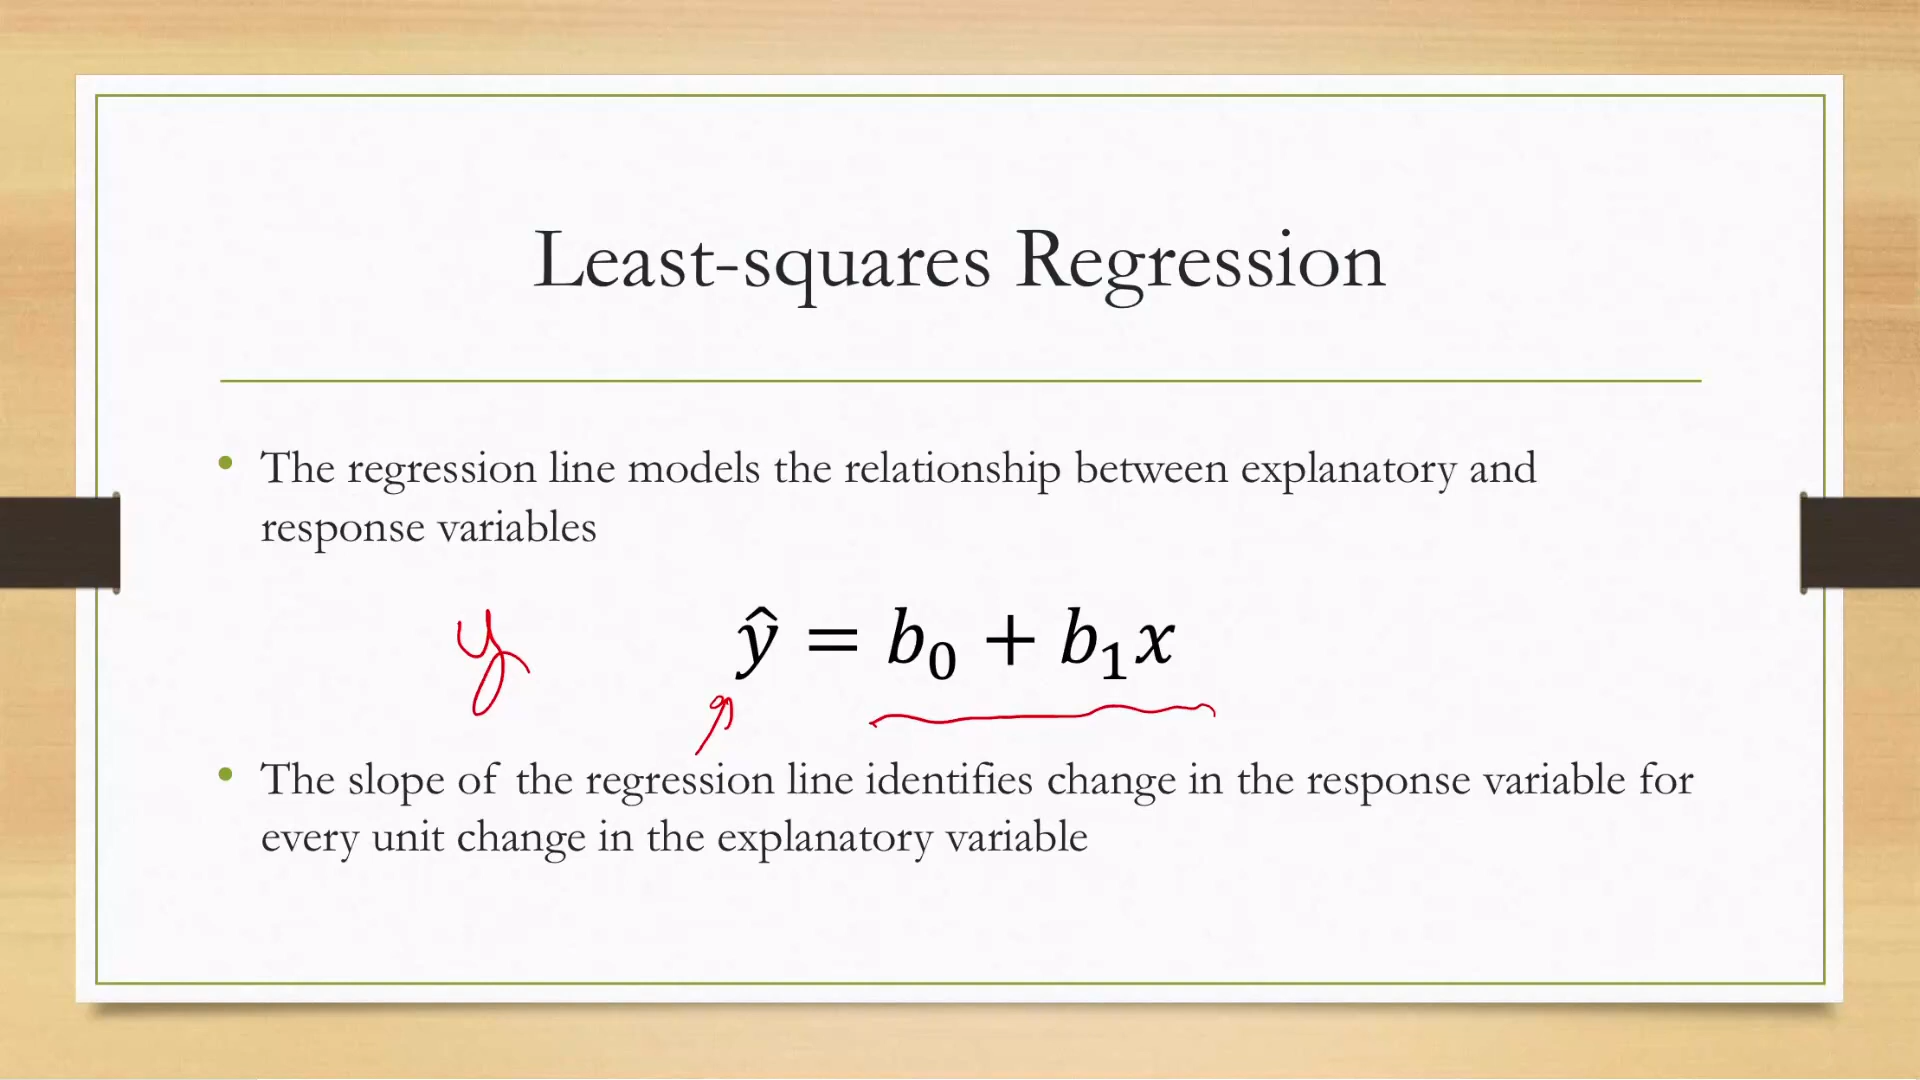 Least-squares Regression
• The regression line models the relationship between explanatory and
response variables
y ŷ = b₀ + b₁x
• The slope of the regression line identifies change in the response variable for
every unit change in the explanatory variable